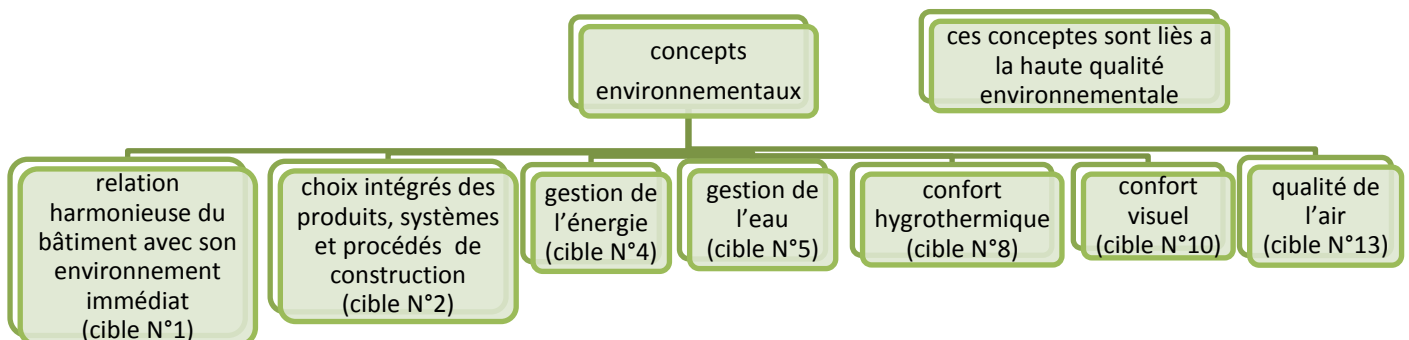 concepts
environnementaux
ces conceptes sont liès a
la haute qualité
environnementale
relation
harmonieuse du
bâtiment avec son
environnement
immédiat
(cible N°1)
choix intégrés des
produits, systèmes
et procédés de
construction
(cible N°2)
gestion de
l'énergie
(cible N°4)
gestion de
l'eau
(cible N°5)
confort
hygrothermique
(cible N°8)
confort
visuel
(cible N°10)
qualité de
l'air
(cible N°13)